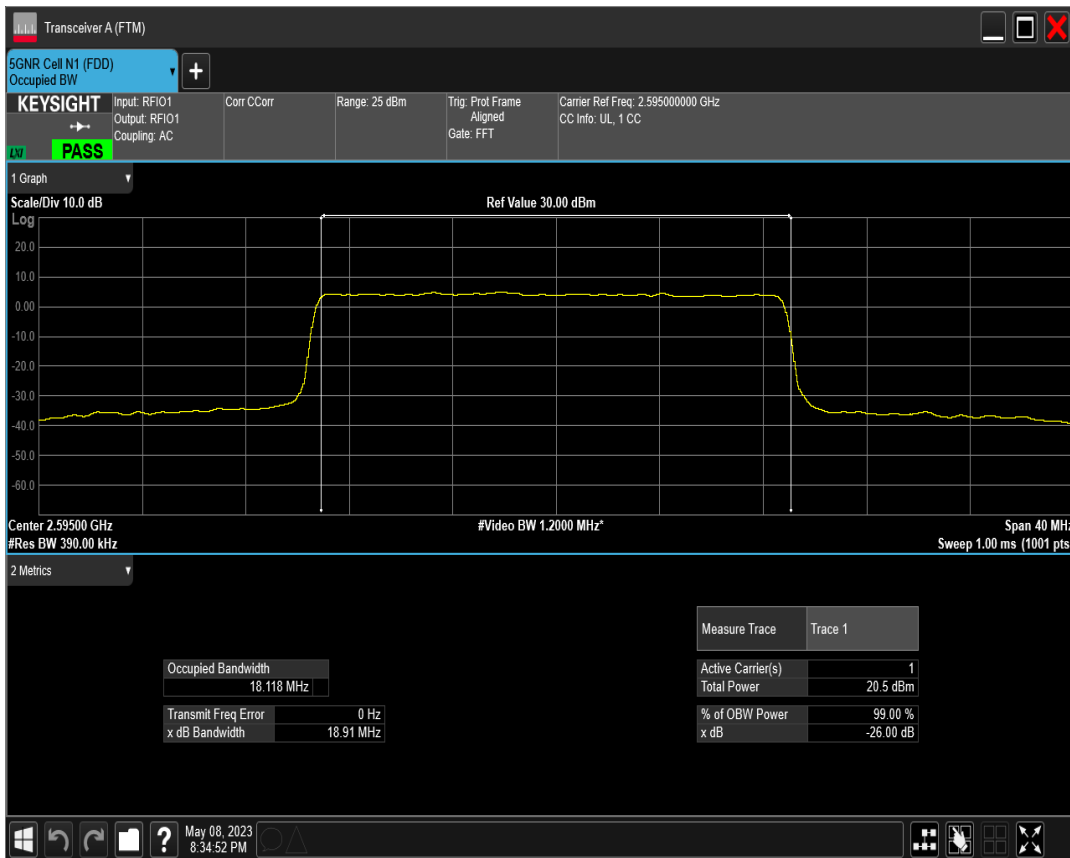 Transceiver A (FTM)
5GNR Cell N1 (FDD)
Occupied BW
+
KEYSIGHT
LXI
PASS
Input: RFIO1
Output: RFIO1
Coupling: AC
Corr CCorr
Range: 25 dBm
Trig: Prot Frame
Aligned
Gate: FFT
Carrier Ref Freq: 2.595000000 GHz
CC Info: UL, 1 CC
1 Graph
Scale/Div 10.0 dB
Ref Value 30.00 dBm
Log
20.0
10.0
0.00
-10.0
-20.0
-30.0
-40.0
-50.0
-60.0
Center 2.59500 GHz
#Video BW 1.2000 MHz*
Span 40 MHz
#Res BW 390.00 kHz
Sweep 1.00 ms (1001 pts
2 Metrics
Measure Trace Trace 1
Occupied Bandwidth
18.118 MHz
Active Carrier(s) 1
Total Power 20.5 dBm
Transmit Freq Error 0 Hz
x dB Bandwidth 18.91 MHz
% of OBW Power 99.00 %
x dB -26.00 dB
?
May 08, 2023
8:34:52 PM